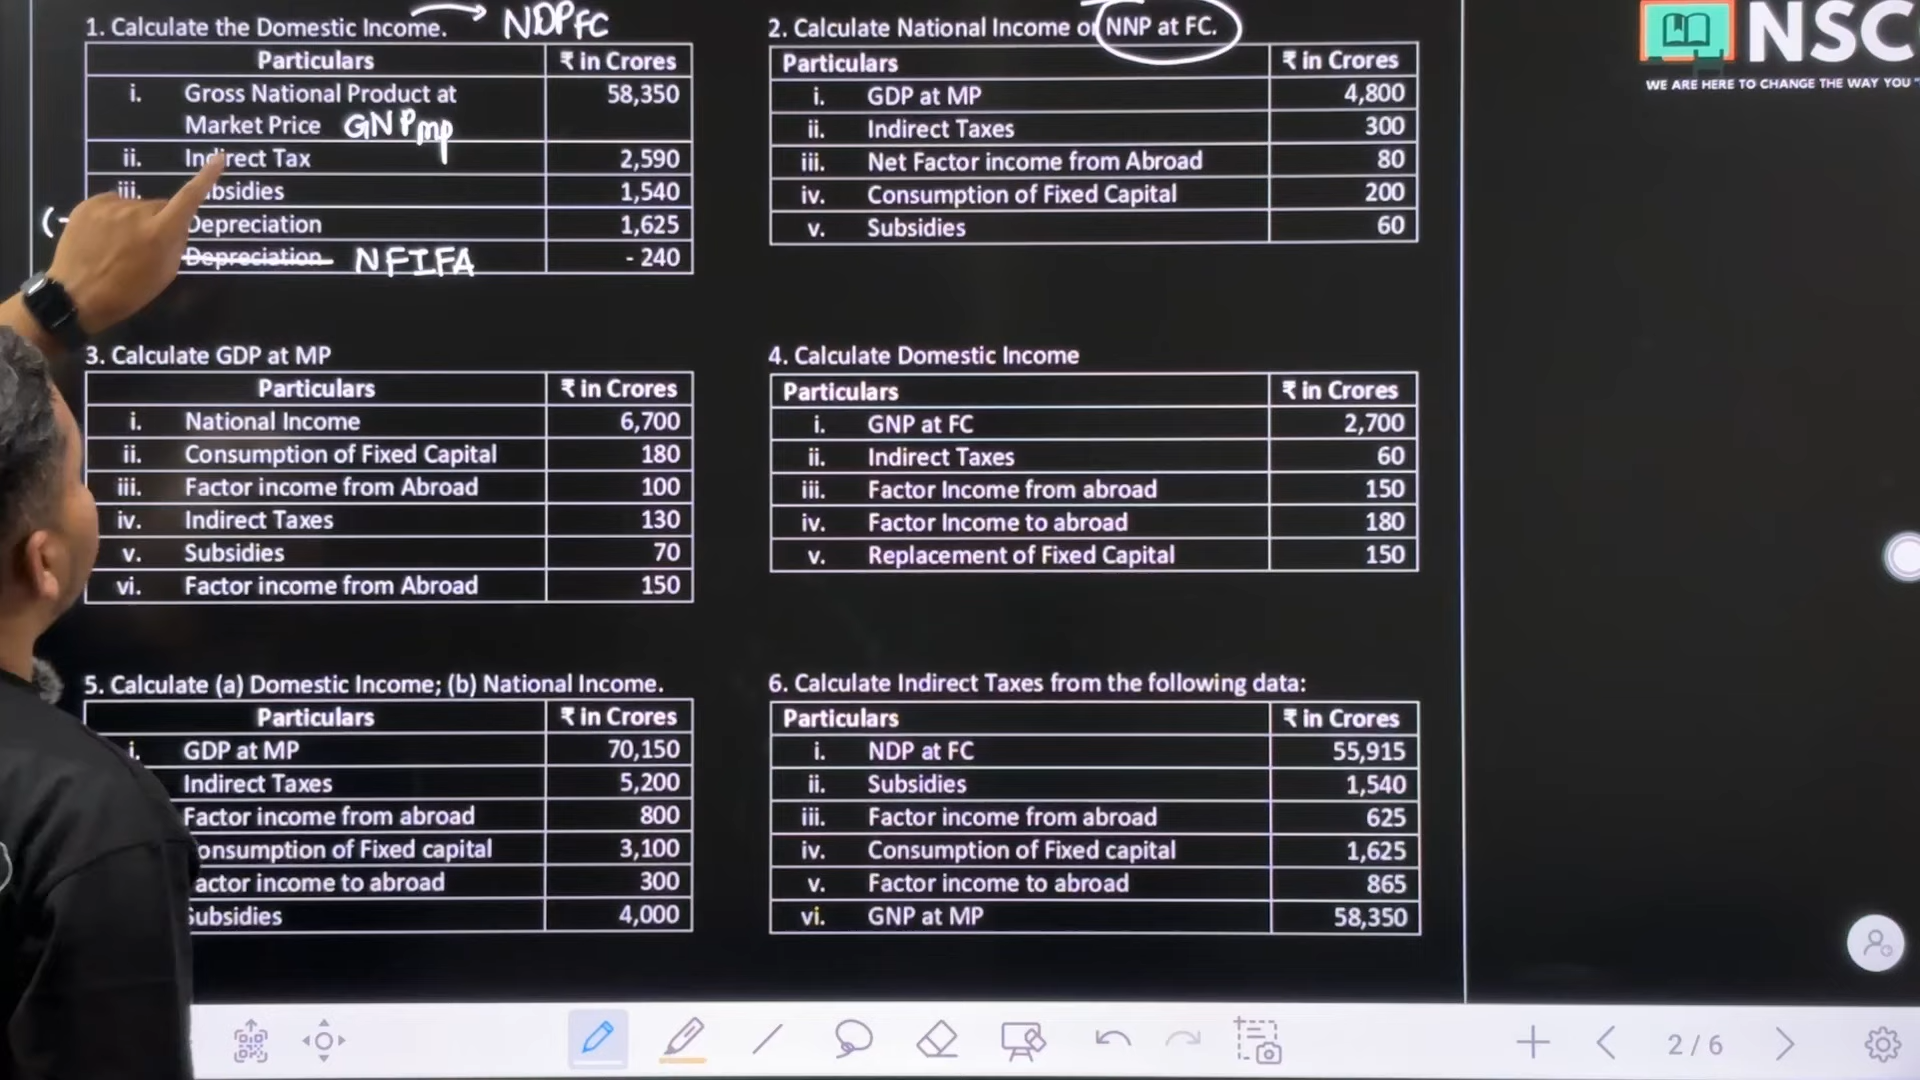 1. Calculate the Domestic Income. → NDPFC
Particulars ₹ in Crores
i. Gross National Product at 58,350
Market Price GNPmp
ii. Indirect Tax 2,590
iii. ubsidies 1,540
(- Depreciation 1,625
Depreciation NFIFA - 240
2. Calculate National Income or NNP at FC.
Particulars ₹ in Crores
i. GDP at MP 4,800
ii. Indirect Taxes 300
iii. Net Factor income from Abroad 80
iv. Consumption of Fixed Capital 200
v. Subsidies 60
NSC
WE ARE HERE TO CHANGE THE WAY YOU "
3. Calculate GDP at MP
Particulars ₹ in Crores
i. National Income 6,700
ii. Consumption of Fixed Capital 180
iii. Factor income from Abroad 100
iv. Indirect Taxes 130
v. Subsidies 70
vi. Factor income from Abroad 150
4. Calculate Domestic Income
Particulars ₹ in Crores
i. GNP at FC 2,700
ii. Indirect Taxes 60
iii. Factor Income from abroad 150
iv. Factor Income to abroad 180
v. Replacement of Fixed Capital 150
5. Calculate (a) Domestic Income; (b) National Income.
Particulars ₹ in Crores
i. GDP at MP 70,150
Indirect Taxes 5,200
Factor income from abroad 800
onsumption of Fixed capital 3,100
actor income to abroad 300
Subsidies 4,000
6. Calculate Indirect Taxes from the following data:
Particulars ₹ in Crores
i. NDP at FC 55,915
ii. Subsidies 1,540
iii. Factor income from abroad 625
iv. Consumption of Fixed capital 1,625
v. Factor income to abroad 865
vi. GNP at MP 58,350
2 / 6